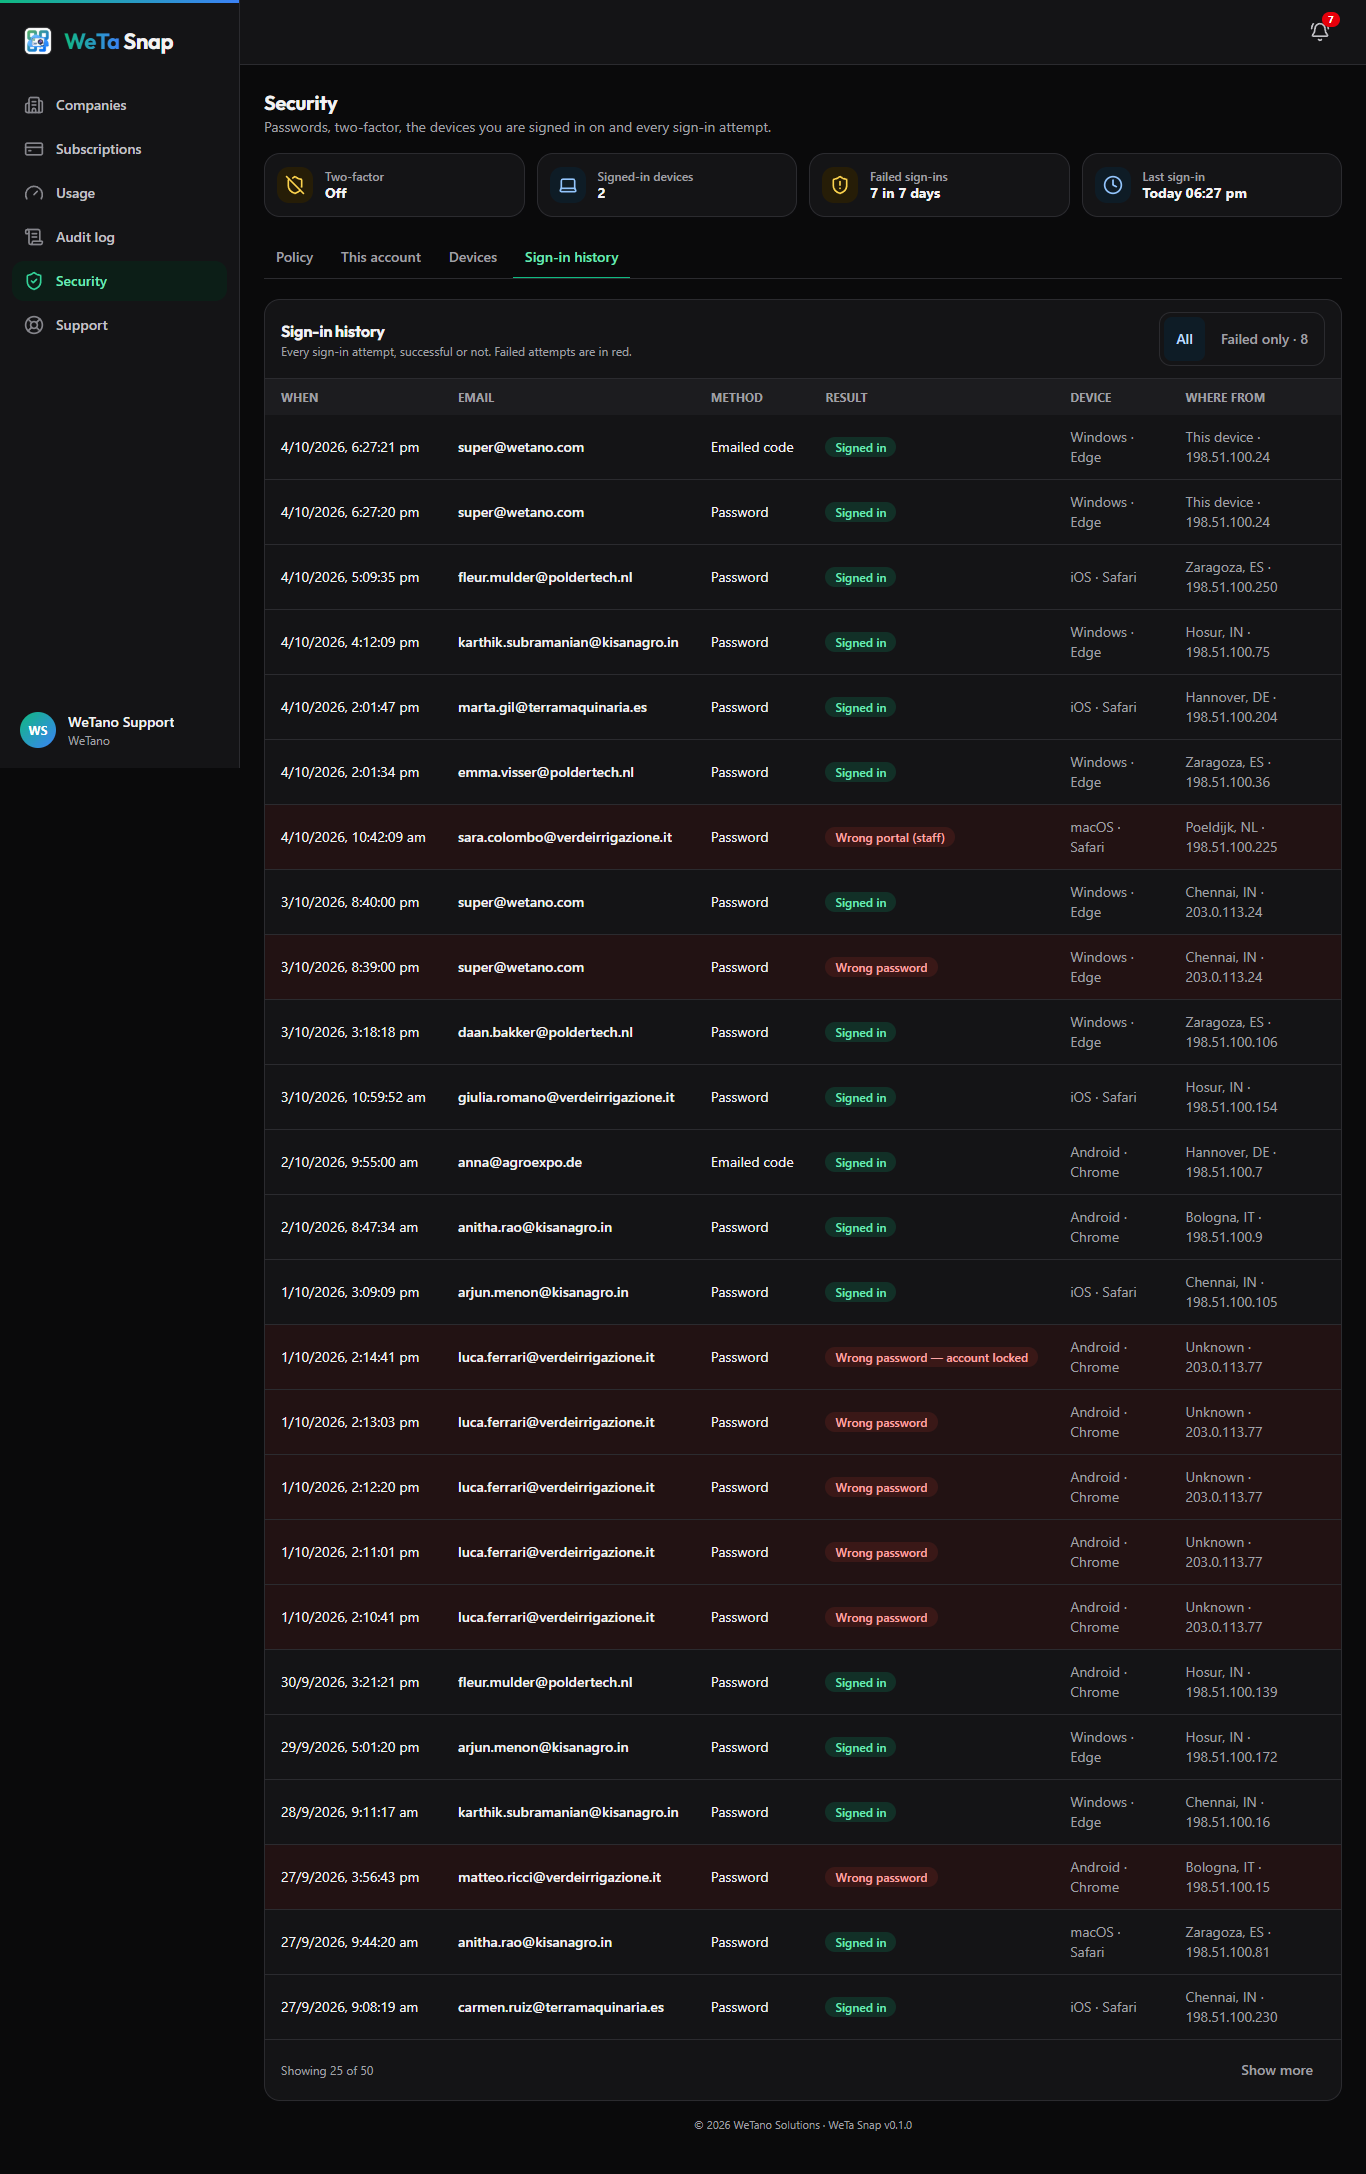 WeTa Snap
7
Companies
Subscriptions
Usage
Audit log
Security
Support
WS
WeTano Support
WeTano
Security
Passwords, two-factor, the devices you are signed in on and every sign-in attempt.
Two-factor
Off
Signed-in devices
2
Failed sign-ins
7 in 7 days
Last sign-in
Today 06:27 pm
Policy This account Devices Sign-in history
Sign-in history
Every sign-in attempt, successful or not. Failed attempts are in red.
All Failed only · 8
WHEN EMAIL METHOD RESULT DEVICE WHERE FROM
4/10/2026, 6:27:21 pm super@wetano.com Emailed code Signed in Windows · Edge This device · 198.51.100.24
4/10/2026, 6:27:20 pm super@wetano.com Password Signed in Windows · Edge This device · 198.51.100.24
4/10/2026, 5:09:35 pm fleur.mulder@poldertech.nl Password Signed in iOS · Safari Zaragoza, ES · 198.51.100.250
4/10/2026, 4:12:09 pm karthik.subramanian@kisanagro.in Password Signed in Windows · Edge Hosur, IN · 198.51.100.75
4/10/2026, 2:01:47 pm marta.gil@terramaquinaria.es Password Signed in iOS · Safari Hannover, DE · 198.51.100.204
4/10/2026, 2:01:34 pm emma.visser@poldertech.nl Password Signed in Windows · Edge Zaragoza, ES · 198.51.100.36
4/10/2026, 10:42:09 am sara.colombo@verdeirrigazione.it Password Wrong portal (staff) macOS · Safari Poeldijk, NL · 198.51.100.225
3/10/2026, 8:40:00 pm super@wetano.com Password Signed in Windows · Edge Chennai, IN · 203.0.113.24
3/10/2026, 8:39:00 pm super@wetano.com Password Wrong password Windows · Edge Chennai, IN · 203.0.113.24
3/10/2026, 3:18:18 pm daan.bakker@poldertech.nl Password Signed in Windows · Edge Zaragoza, ES · 198.51.100.106
3/10/2026, 10:59:52 am giulia.romano@verdeirrigazione.it Password Signed in iOS · Safari Hosur, IN · 198.51.100.154
2/10/2026, 9:55:00 am anna@agroexpo.de Emailed code Signed in Android · Chrome Hannover, DE · 198.51.100.7
2/10/2026, 8:47:34 am anitha.rao@kisanagro.in Password Signed in Android · Chrome Bologna, IT · 198.51.100.9
1/10/2026, 3:09:09 pm arjun.menon@kisanagro.in Password Signed in iOS · Safari Chennai, IN · 198.51.100.105
1/10/2026, 2:14:41 pm luca.ferrari@verdeirrigazione.it Password Wrong password — account locked Android · Chrome Unknown · 203.0.113.77
1/10/2026, 2:13:03 pm luca.ferrari@verdeirrigazione.it Password Wrong password Android · Chrome Unknown · 203.0.113.77
1/10/2026, 2:12:20 pm luca.ferrari@verdeirrigazione.it Password Wrong password Android · Chrome Unknown · 203.0.113.77
1/10/2026, 2:11:01 pm luca.ferrari@verdeirrigazione.it Password Wrong password Android · Chrome Unknown · 203.0.113.77
1/10/2026, 2:10:41 pm luca.ferrari@verdeirrigazione.it Password Wrong password Android · Chrome Unknown · 203.0.113.77
30/9/2026, 3:21:21 pm fleur.mulder@poldertech.nl Password Signed in Android · Chrome Hosur, IN · 198.51.100.139
29/9/2026, 5:01:20 pm arjun.menon@kisanagro.in Password Signed in Windows · Edge Hosur, IN · 198.51.100.172
28/9/2026, 9:11:17 am karthik.subramanian@kisanagro.in Password Signed in Windows · Edge Chennai, IN · 198.51.100.16
27/9/2026, 3:56:43 pm matteo.ricci@verdeirrigazione.it Password Wrong password Android · Chrome Bologna, IT · 198.51.100.15
27/9/2026, 9:44:20 am anitha.rao@kisanagro.in Password Signed in macOS · Safari Zaragoza, ES · 198.51.100.81
27/9/2026, 9:08:19 am carmen.ruiz@terramaquinaria.es Password Signed in iOS · Safari Chennai, IN · 198.51.100.230
Showing 25 of 50 Show more
© 2026 WeTano Solutions · WeTa Snap v0.1.0